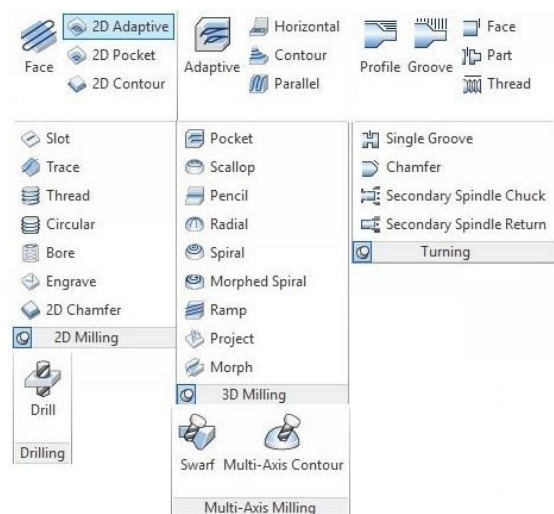 Face
2D Adaptive
2D Pocket
2D Contour
Slot
Trace
Thread
Circular
Bore
Engrave
2D Chamfer
2D Milling
Drill
Drilling
Adaptive
Horizontal
Contour
Parallel
Pocket
Scallop
Pencil
Radial
Spiral
Morphed Spiral
Ramp
Project
Morph
3D Milling
Swarf Multi-Axis Contour
Multi-Axis Milling
Profile Groove
Face
Part
Thread
Single Groove
Chamfer
Secondary Spindle Chuck
Secondary Spindle Return
Turning